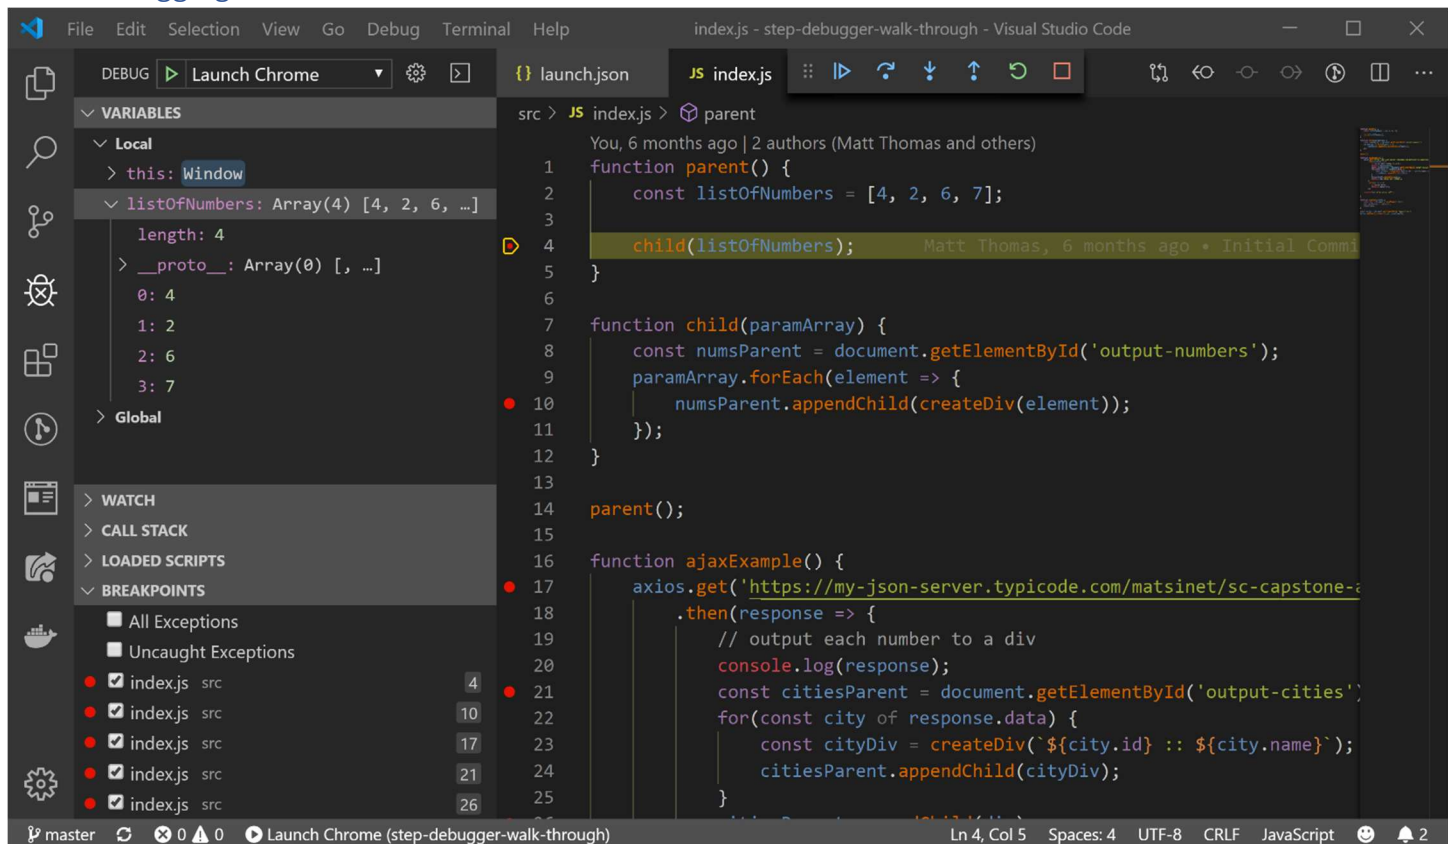 File Edit Selection View Go Debug Terminal Help index.js - step-debugger-walk-through - Visual Studio Code
DEBUG Launch Chrome
VARIABLES
Local
this: Window
listOfNumbers: Array(4) [4, 2, 6, …]
length: 4
__proto__: Array(0) [, …]
0: 4
1: 2
2: 6
3: 7
Global
WATCH
CALL STACK
LOADED SCRIPTS
BREAKPOINTS
All Exceptions
Uncaught Exceptions
index.js src 4
index.js src 10
index.js src 17
index.js src 21
index.js src 26
{} launch.json JS index.js
src > JS index.js > parent
You, 6 months ago | 2 authors (Matt Thomas and others)
1 function parent() {
2 const listOfNumbers = [4, 2, 6, 7];
3
4 child(listOfNumbers); Matt Thomas, 6 months ago • Initial Commi
5 }
6
7 function child(paramArray) {
8 const numsParent = document.getElementById('output-numbers');
9 paramArray.forEach(element => {
10 numsParent.appendChild(createDiv(element));
11 });
12 }
13
14 parent();
15
16 function ajaxExample() {
17 axios.get('https://my-json-server.typicode.com/matsinet/sc-capstone-a
18 .then(response => {
19 // output each number to a div
20 console.log(response);
21 const citiesParent = document.getElementById('output-cities')
22 for(const city of response.data) {
23 const cityDiv = createDiv(`${city.id} :: ${city.name}`);
24 citiesParent.appendChild(cityDiv);
25 }
master 0 0 Launch Chrome (step-debugger-walk-through) Ln 4, Col 5 Spaces: 4 UTF-8 CRLF JavaScript 2